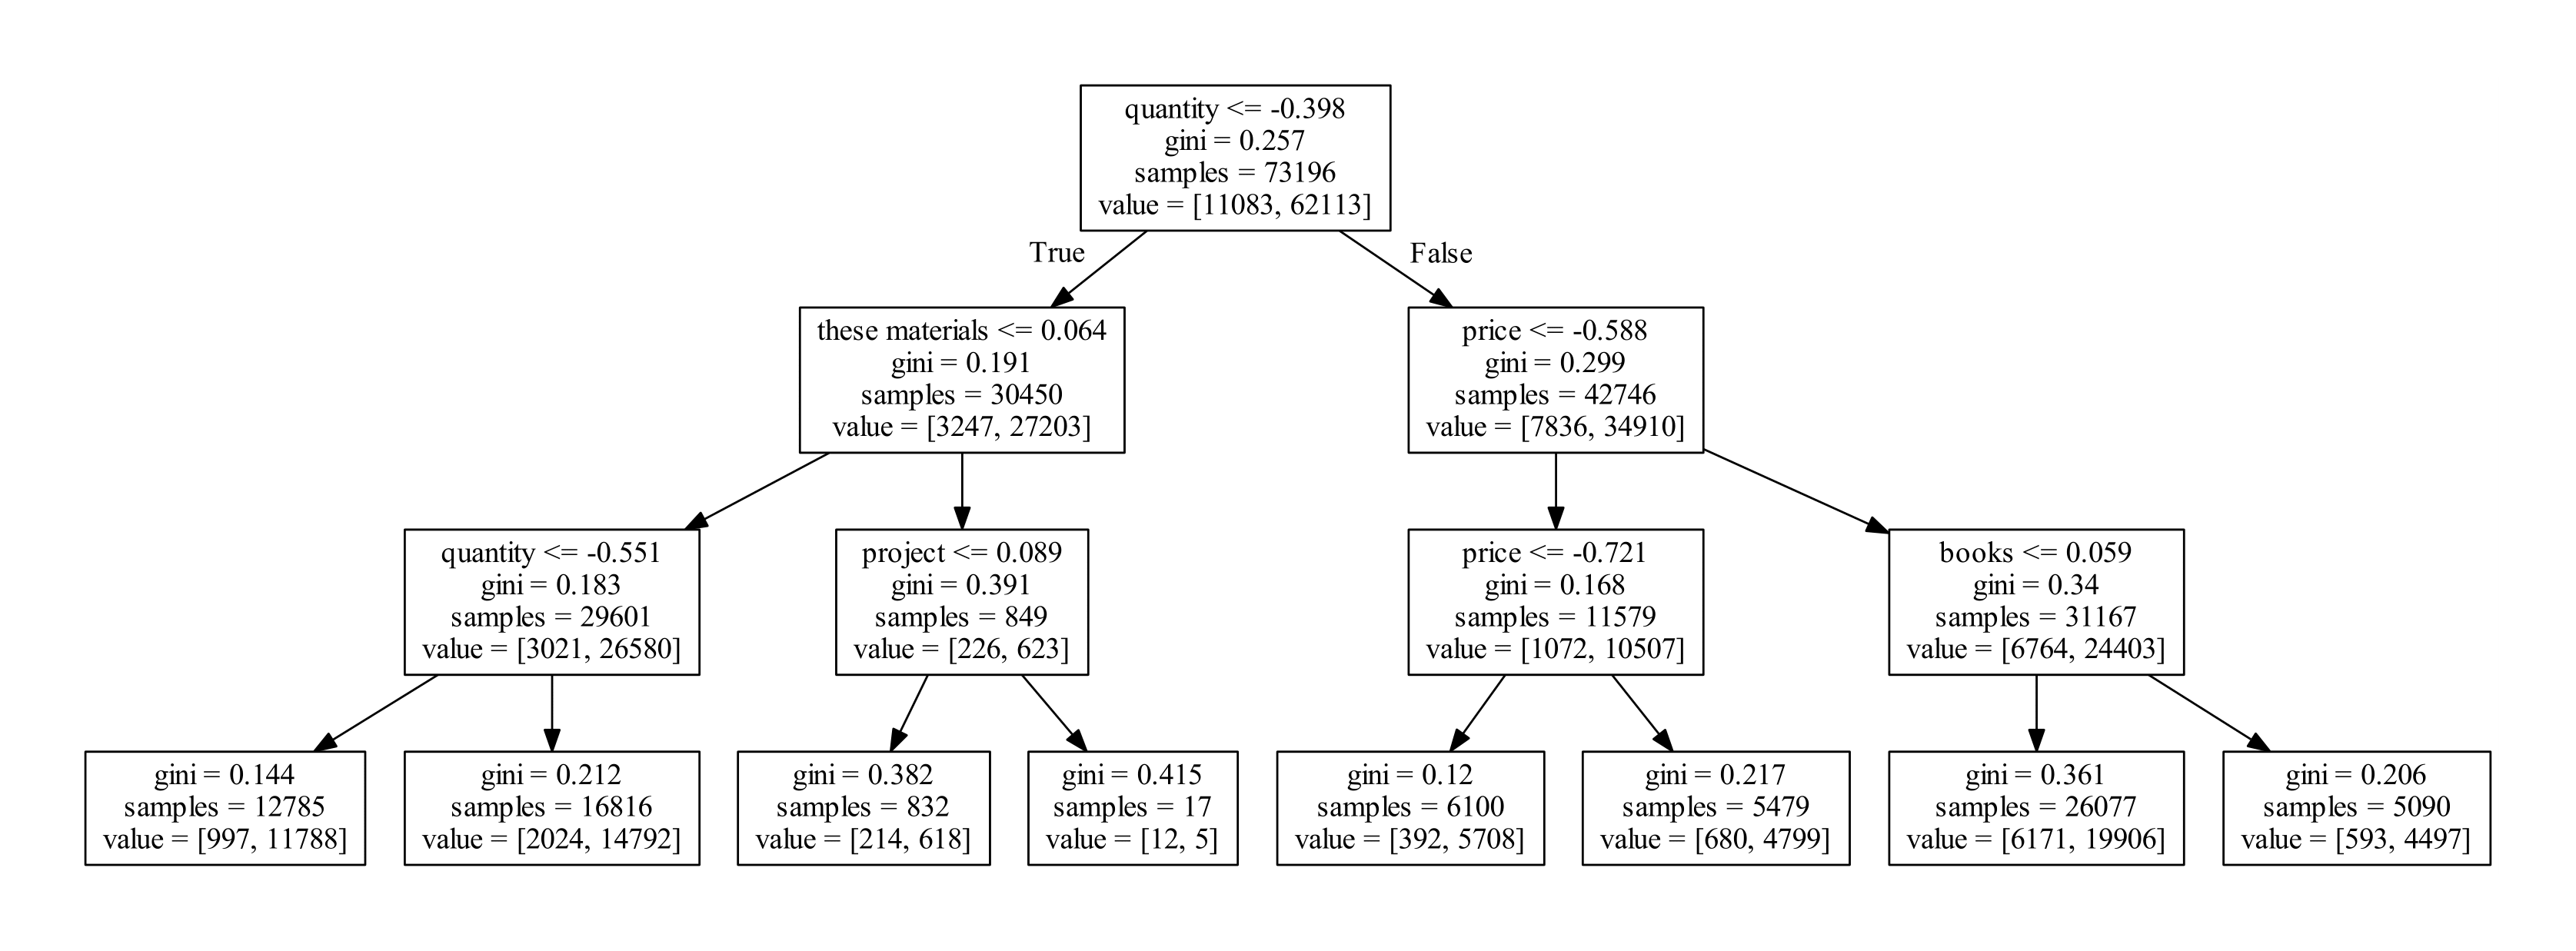 quantity <= -0.398
gini = 0.257
samples = 73196
value = [11083, 62113]
True
False
these materials <= 0.064
gini = 0.191
samples = 30450
value = [3247, 27203]
price <= -0.588
gini = 0.299
samples = 42746
value = [7836, 34910]
quantity <= -0.551
gini = 0.183
samples = 29601
value = [3021, 26580]
project <= 0.089
gini = 0.391
samples = 849
value = [226, 623]
price <= -0.721
gini = 0.168
samples = 11579
value = [1072, 10507]
books <= 0.059
gini = 0.34
samples = 31167
value = [6764, 24403]
gini = 0.144
samples = 12785
value = [997, 11788]
gini = 0.212
samples = 16816
value = [2024, 14792]
gini = 0.382
samples = 832
value = [214, 618]
gini = 0.415
samples = 17
value = [12, 5]
gini = 0.12
samples = 6100
value = [392, 5708]
gini = 0.217
samples = 5479
value = [680, 4799]
gini = 0.361
samples = 26077
value = [6171, 19906]
gini = 0.206
samples = 5090
value = [593, 4497]